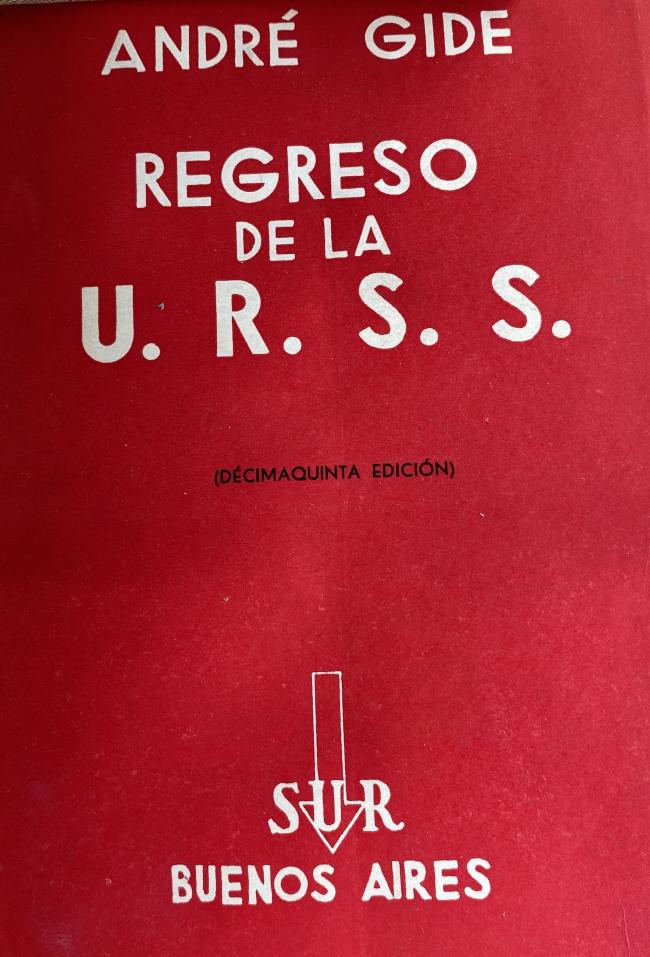 ANDRÉ GIDE
REGRESO
DE LA
U. R. S. S.
(DÉCIMAQUINTA EDICIÓN)
SUR
BUENOS AIRES